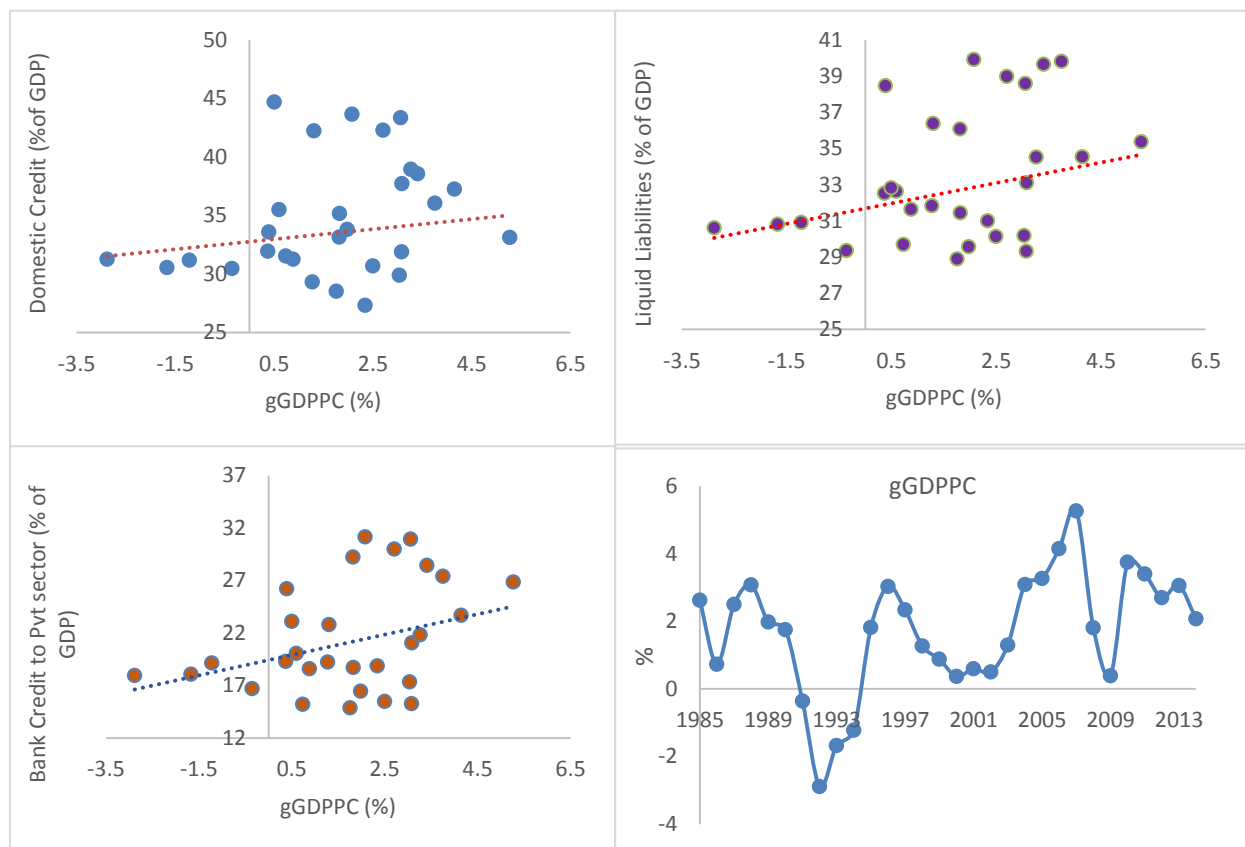 Domestic Credit (%of GDP)
50
45
40
35
30
25
-3.5 -1.5 0.5 2.5 4.5 6.5
gGDPPC (%)
Liquid Liabilities (% of GDP)
41
39
37
35
33
31
29
27
25
-3.5 -1.5 0.5 2.5 4.5 6.5
gGDPPC (%)
Bank Credit to Pvt sector (% of
GDP)
37
32
27
22
17
12
-3.5 -1.5 0.5 2.5 4.5 6.5
gGDPPC (%)
gGDPPC
%
6
4
2
0
-2
-4
1985 1989 1993 1997 2001 2005 2009 2013